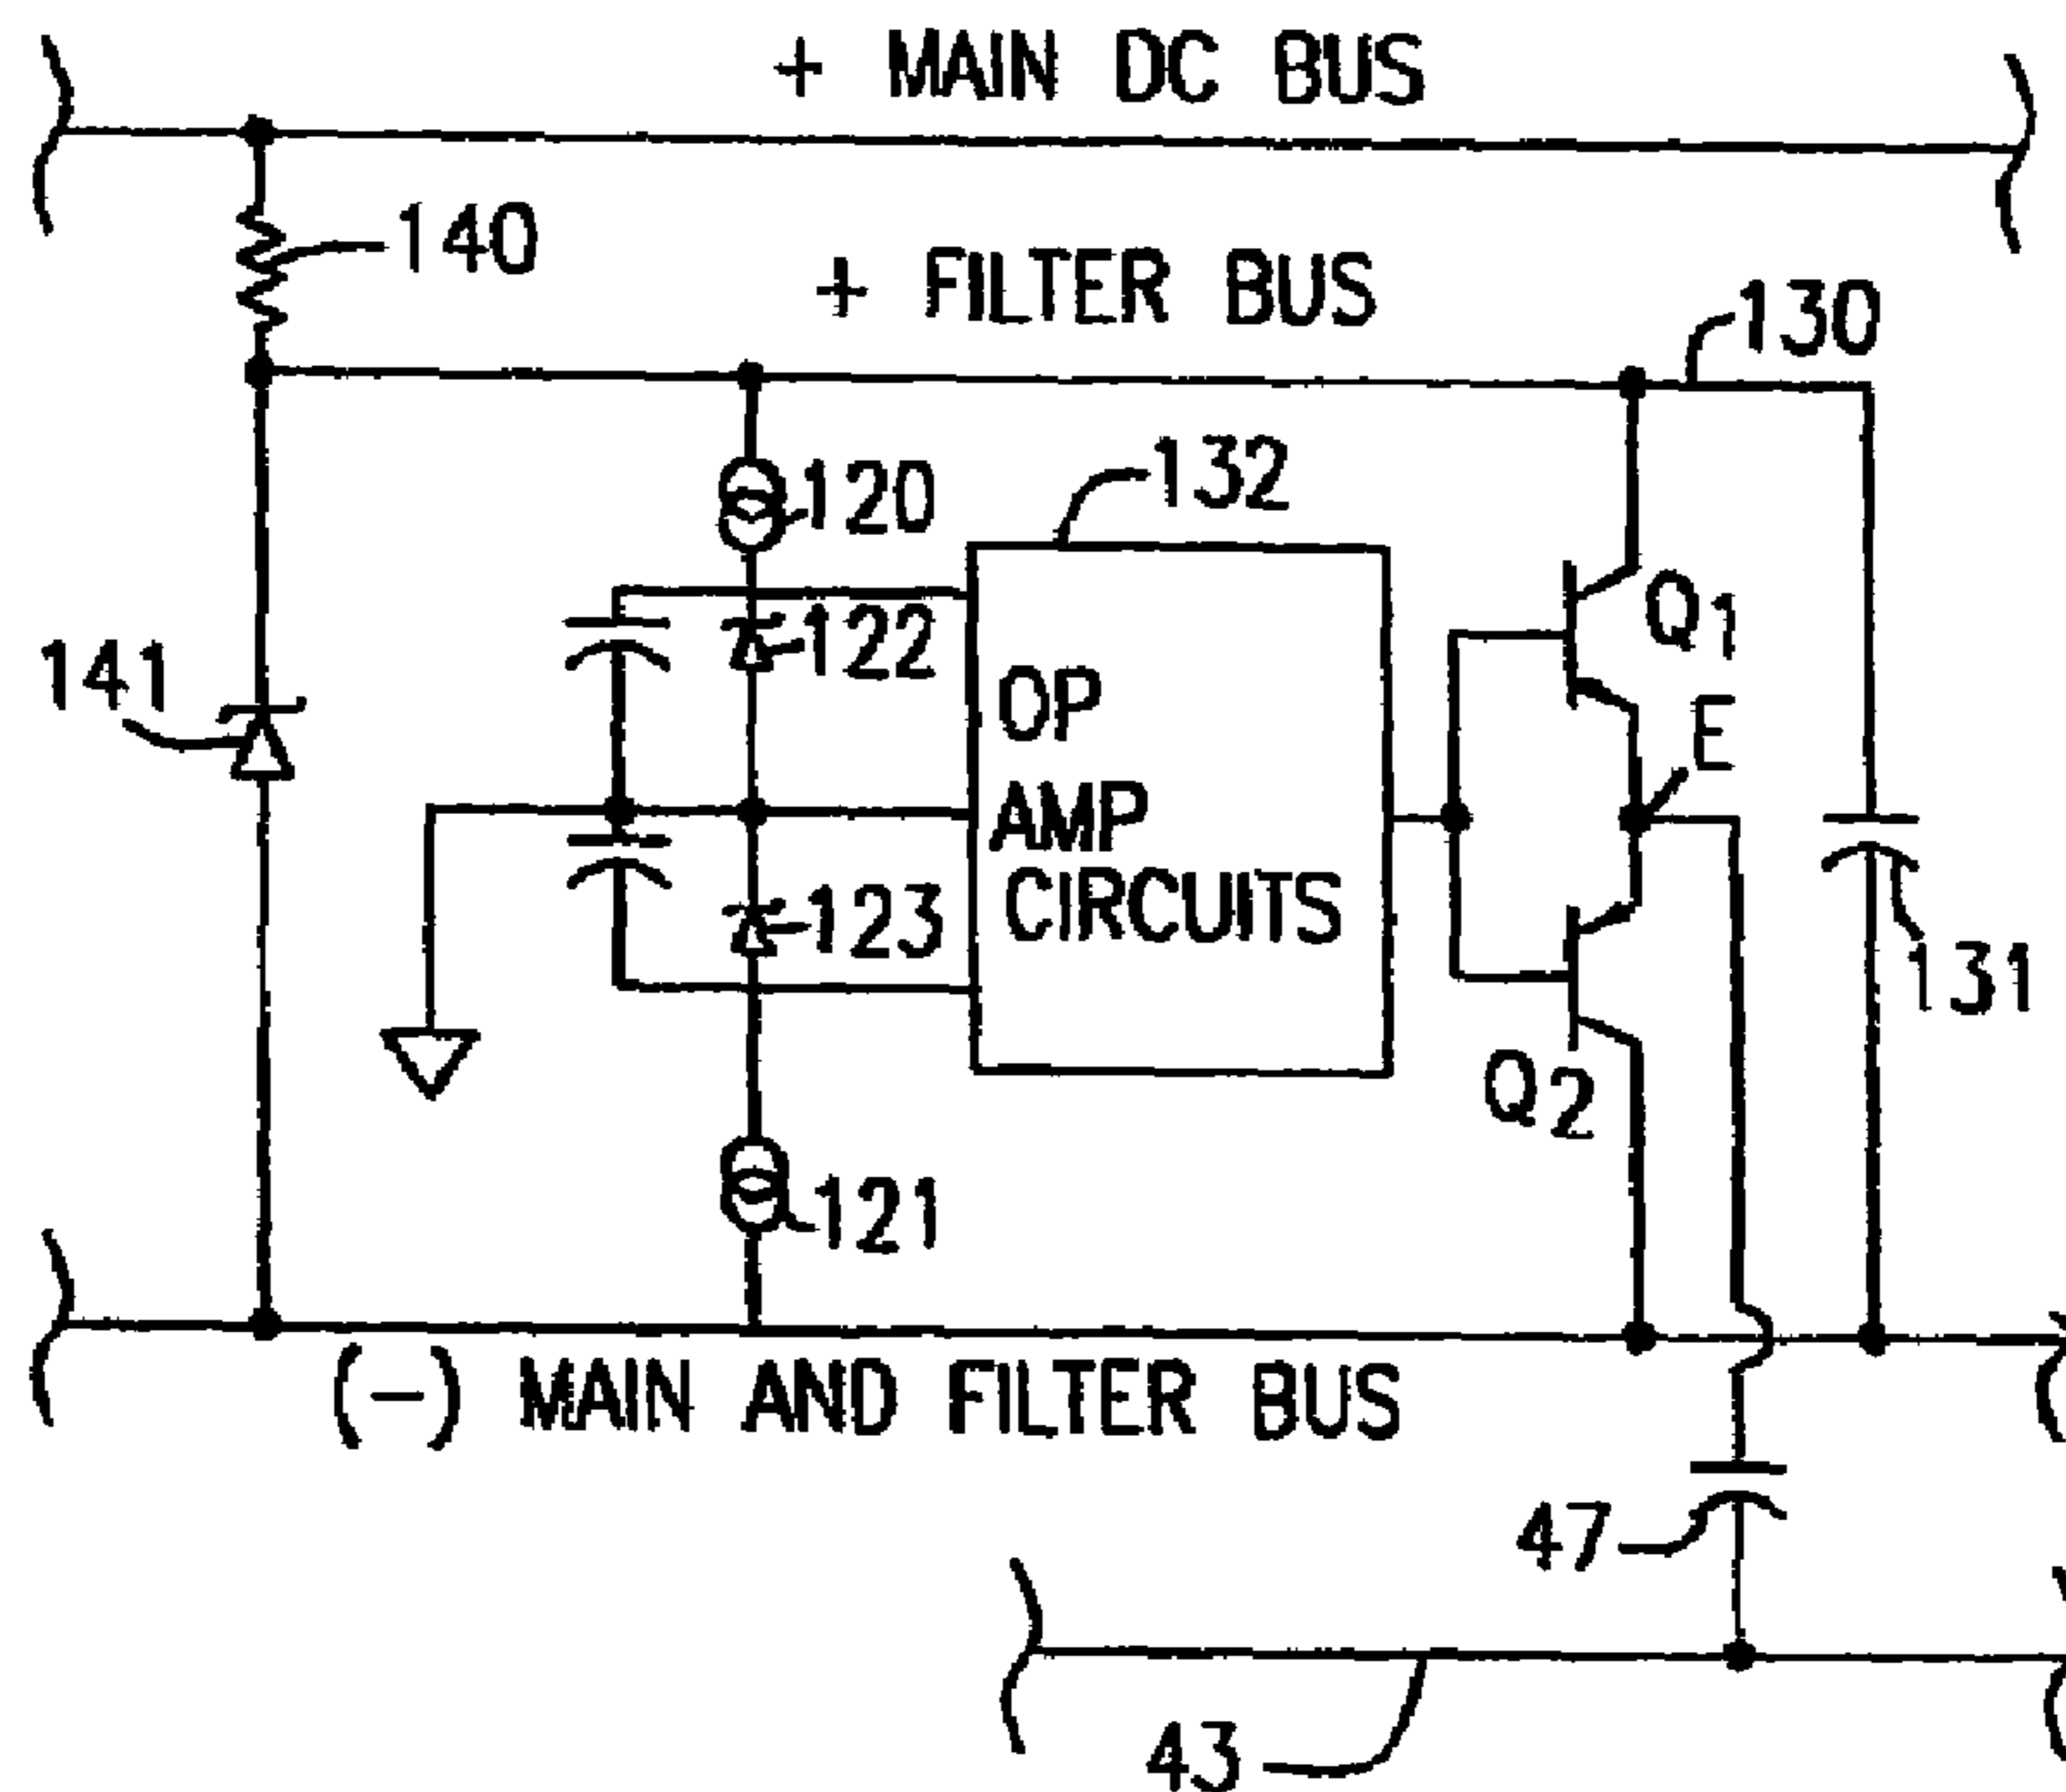 + MAIN DC BUS
140
+ FILTER BUS
130
120
132
122
Q1
141
OP
AMP
CIRCUITS
E
123
131
Q2
121
(-) MAIN AND FILTER BUS
47
43